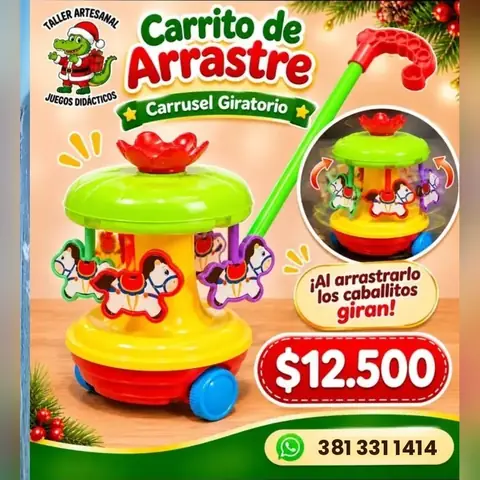 TALLER ARTESANAL
JUEGOS DIDÁCTICOS
Carrito de
Arrastre
Carrusel Giratorio
¡Al arrastrarlo
los caballitos
giran!
$12.500
381 331 1414